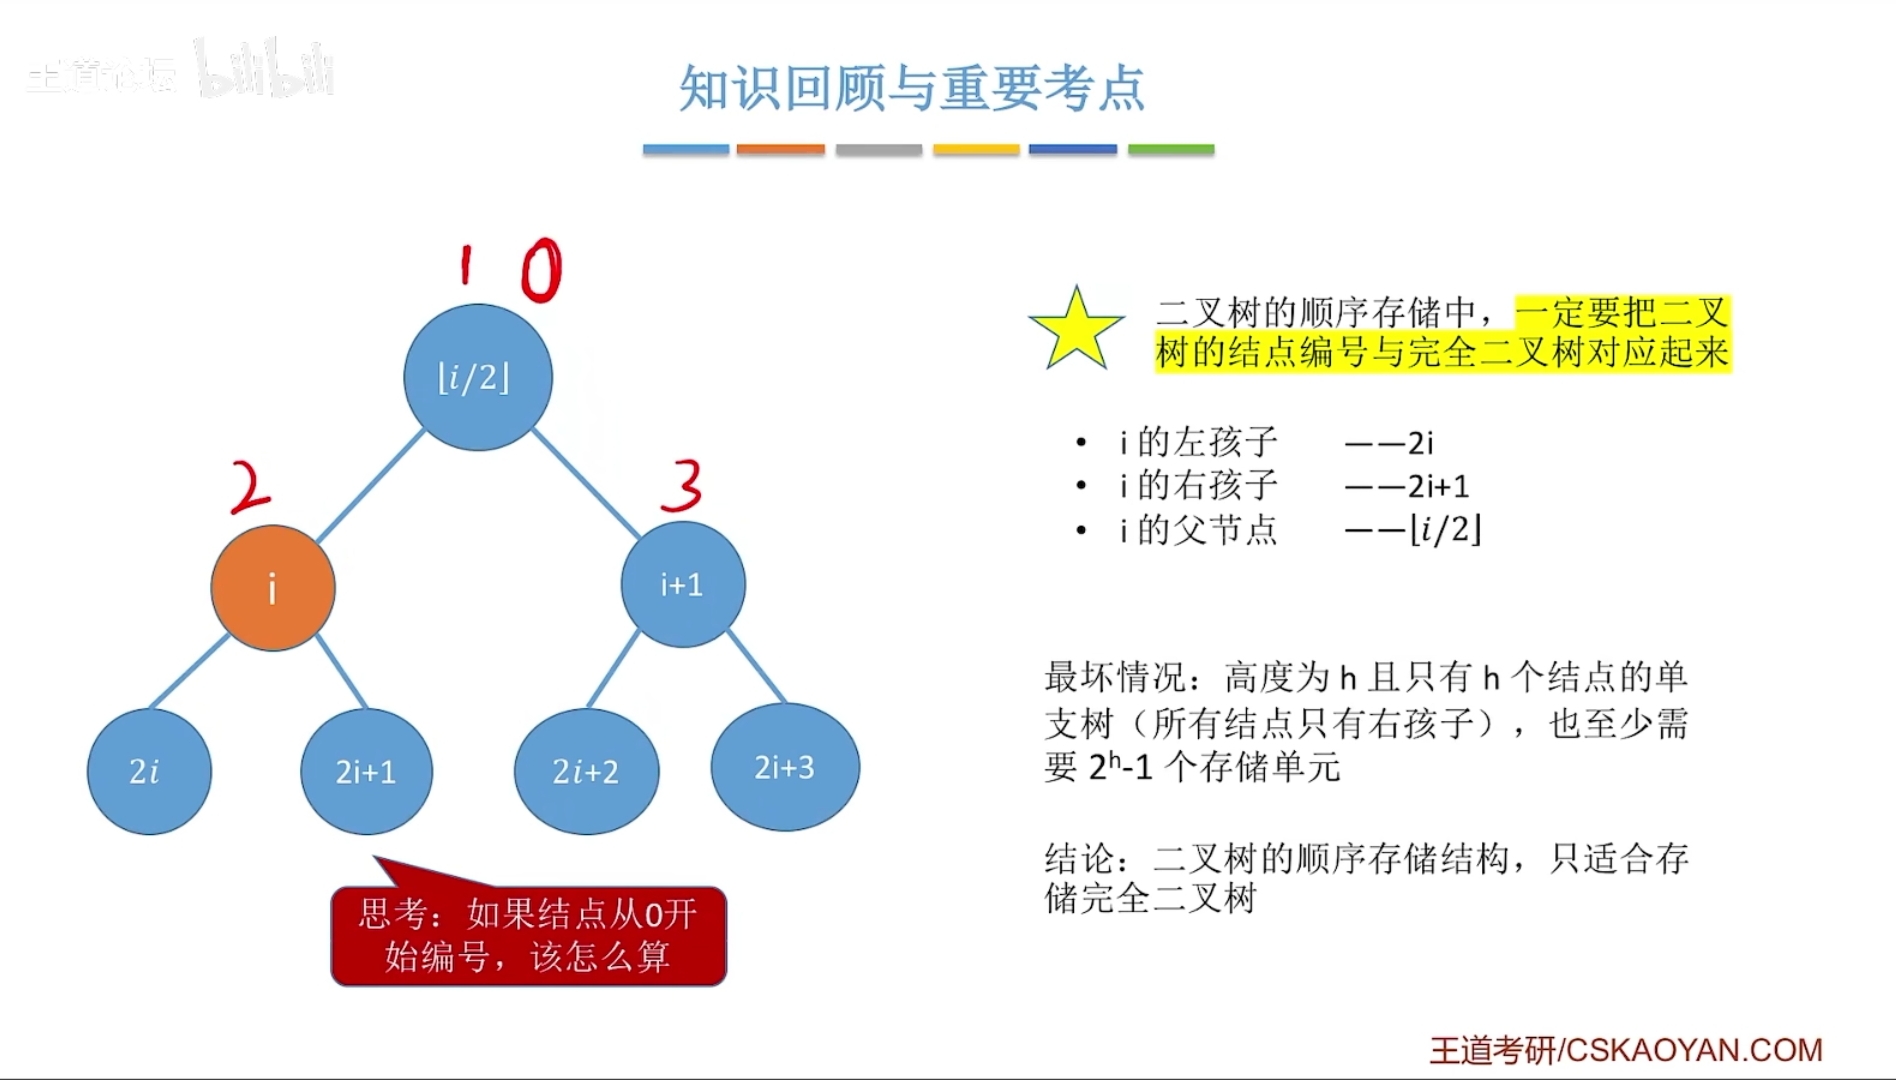 王道论坛 bilibili
知识回顾与重要考点
1 0
⌊i/2⌋
2
3
i
i+1
2i
2i+1
2i+2
2i+3
思考：如果结点从0开
始编号，该怎么算
二叉树的顺序存储中，一定要把二叉
树的结点编号与完全二叉树对应起来
• i 的左孩子 ——2i
• i 的右孩子 ——2i+1
• i 的父节点 ——⌊i/2⌋
最坏情况：高度为 h 且只有 h 个结点的单
支树（所有结点只有右孩子），也至少需
要 2ʰ-1 个存储单元
结论：二叉树的顺序存储结构，只适合存
储完全二叉树
王道考研/CSKAOYAN.COM